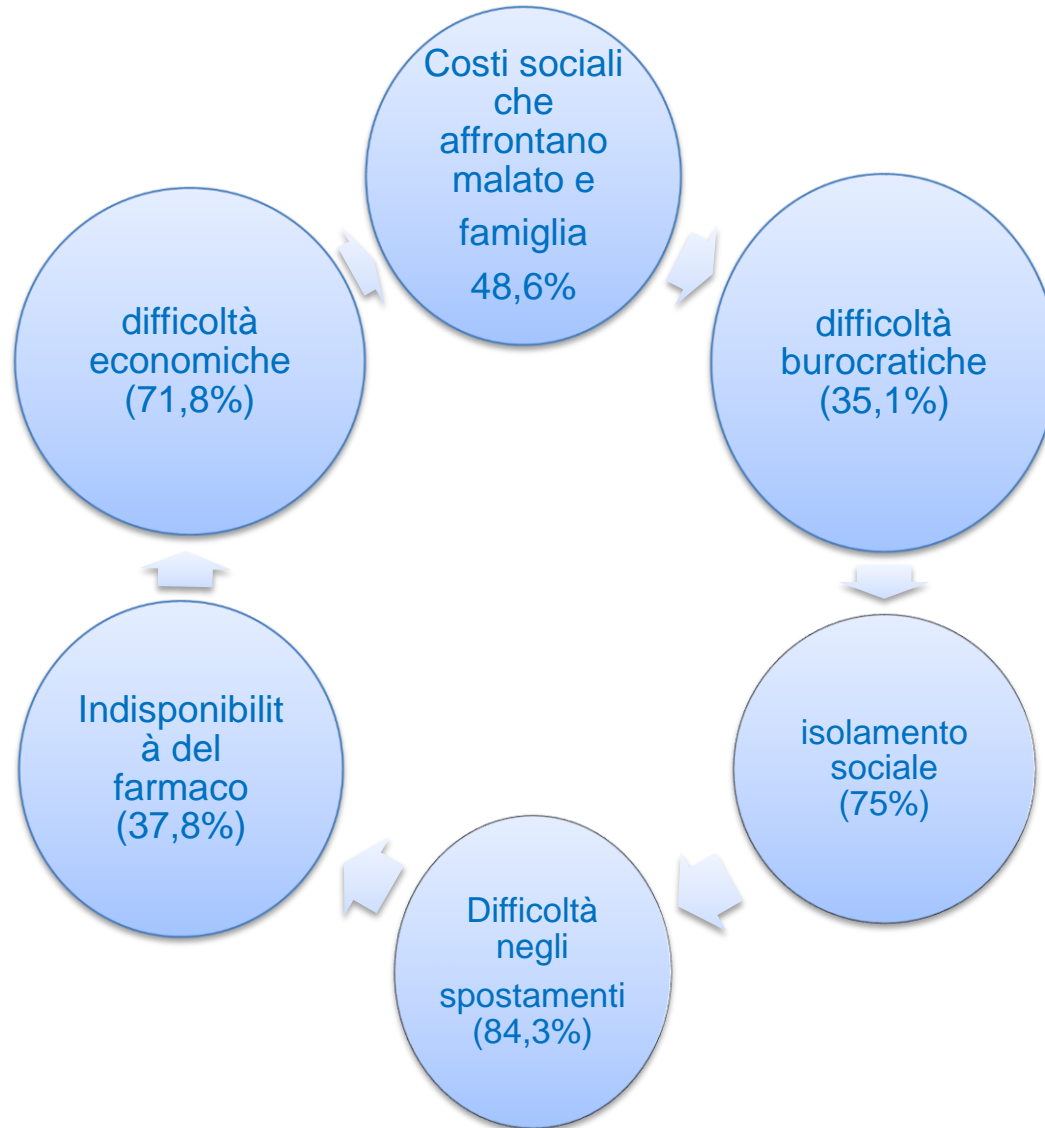 Costi sociali
che
affrontano
malato e
famiglia
48,6%
difficoltà
burocratiche
(35,1%)
isolamento
sociale
(75%)
Difficoltà
negli
spostamenti
(84,3%)
Indisponibilit
à del
farmaco
(37,8%)
difficoltà
economiche
(71,8%)